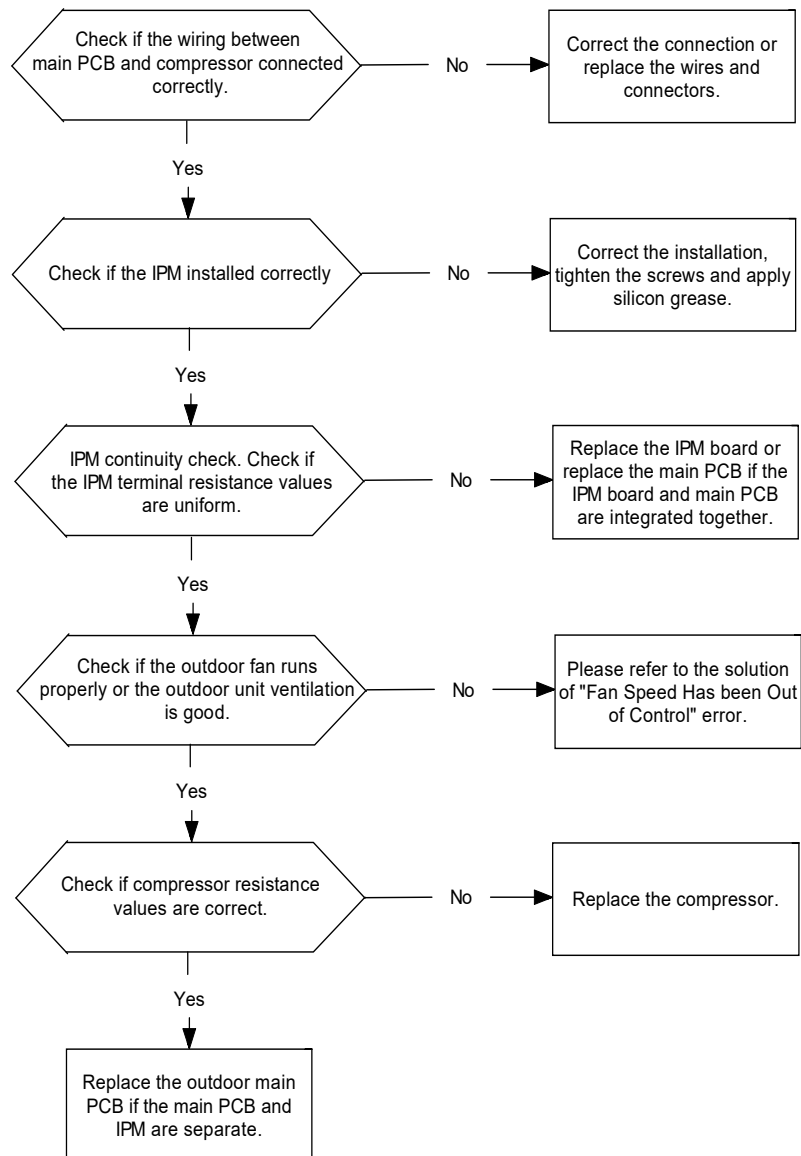 Check if the wiring between
main PCB and compressor connected
correctly.
No
Correct the connection or
replace the wires and
connectors.
Yes
Check if the IPM installed correctly
No
Correct the installation,
tighten the screws and apply
silicon grease.
Yes
IPM continuity check. Check if
the IPM terminal resistance values
are uniform.
No
Replace the IPM board or
replace the main PCB if the
IPM board and main PCB
are integrated together.
Yes
Check if the outdoor fan runs
properly or the outdoor unit ventilation
is good.
No
Please refer to the solution
of "Fan Speed Has been Out
of Control" error.
Yes
Check if compressor resistance
values are correct.
No
Replace the compressor.
Yes
Replace the outdoor main
PCB if the main PCB and
IPM are separate.